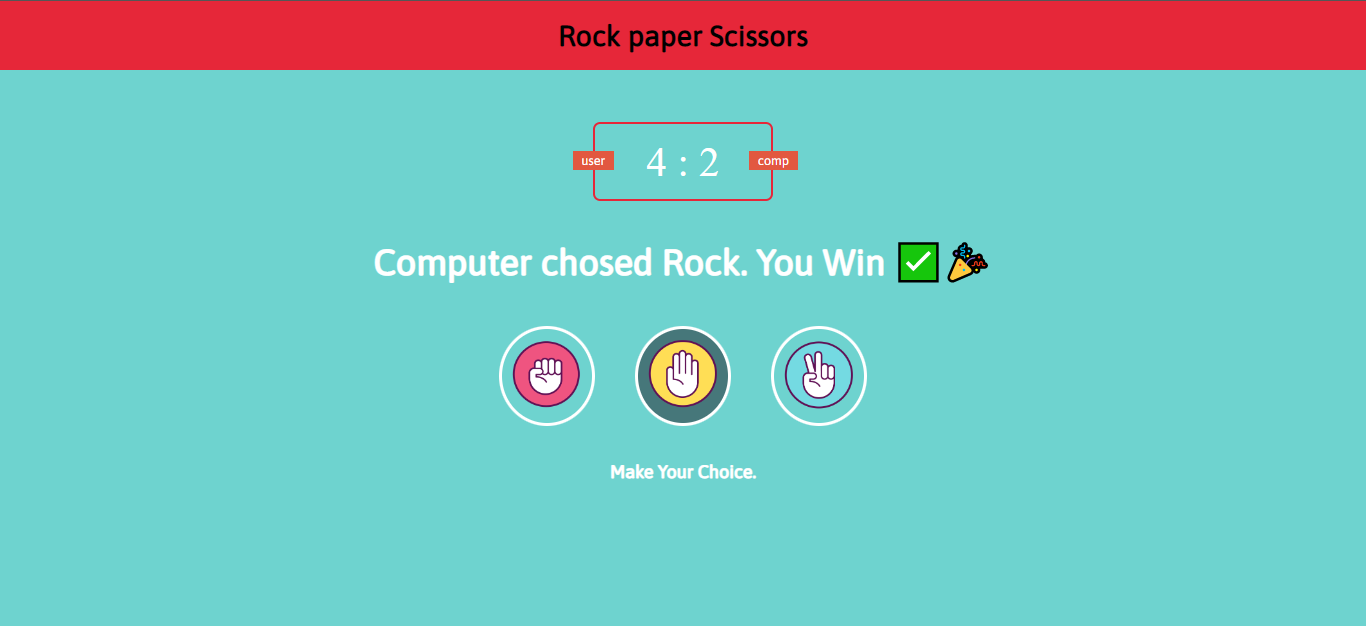 Rock paper Scissors
user 4 : 2 comp
Computer chosed Rock. You Win ✅ 🎉
Make Your Choice.